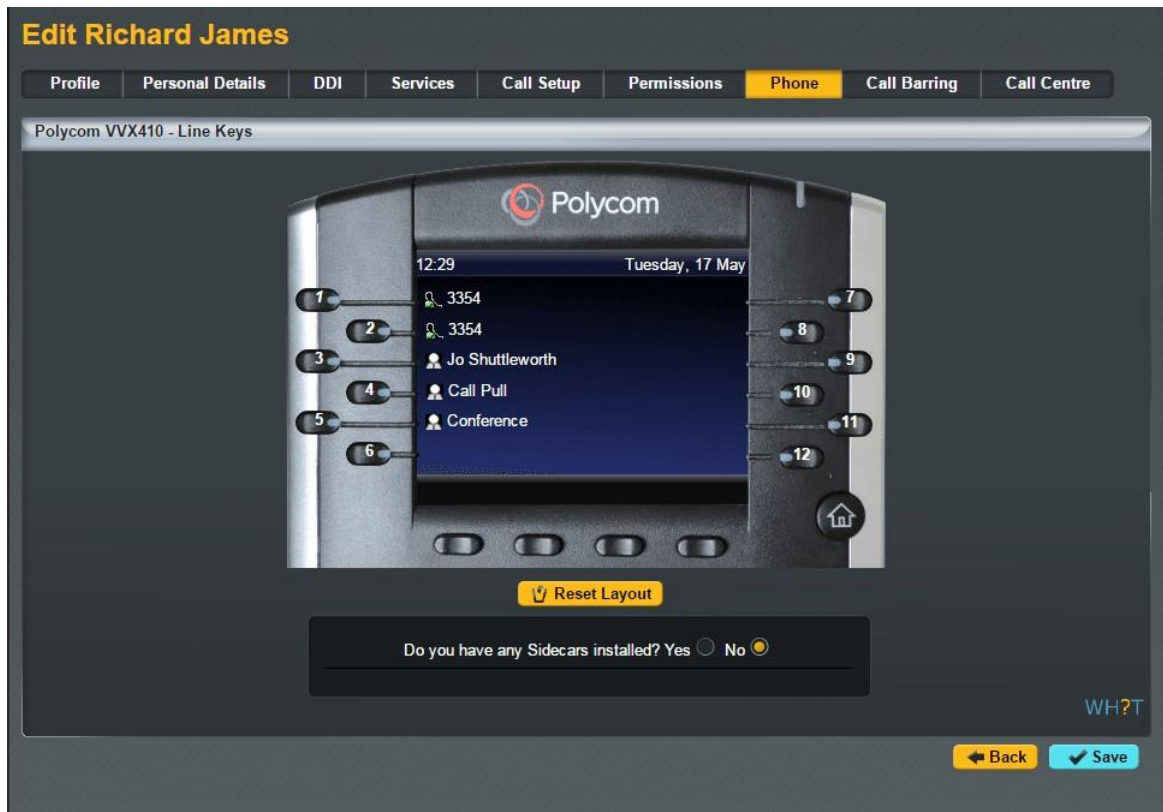 Edit Richard James
Profile Personal Details DDI Services Call Setup Permissions Phone Call Barring Call Centre
Polycom VVX410 - Line Keys
Polycom
12:29 Tuesday, 17 May
1 3354 7
2 3354 8
3 Jo Shuttleworth 9
4 Call Pull 10
5 Conference 11
6 12
Reset Layout
Do you have any Sidecars installed? Yes No
WH?T
Back Save